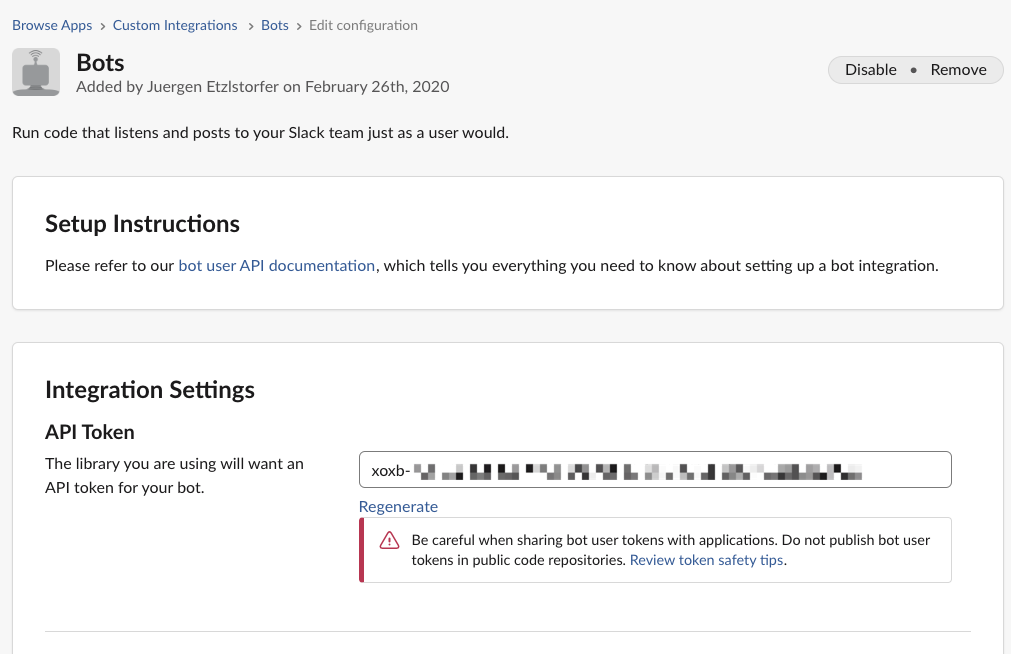 Browse Apps › Custom Integrations › Bots › Edit configuration
Bots
Added by Juergen Etzlstorfer on February 26th, 2020
Disable • Remove
Run code that listens and posts to your Slack team just as a user would.
Setup Instructions
Please refer to our bot user API documentation, which tells you everything you need to know about setting up a bot integration.
Integration Settings
API Token
The library you are using will want an
API token for your bot.
xoxb-
Regenerate
Be careful when sharing bot user tokens with applications. Do not publish bot user
tokens in public code repositories. Review token safety tips.